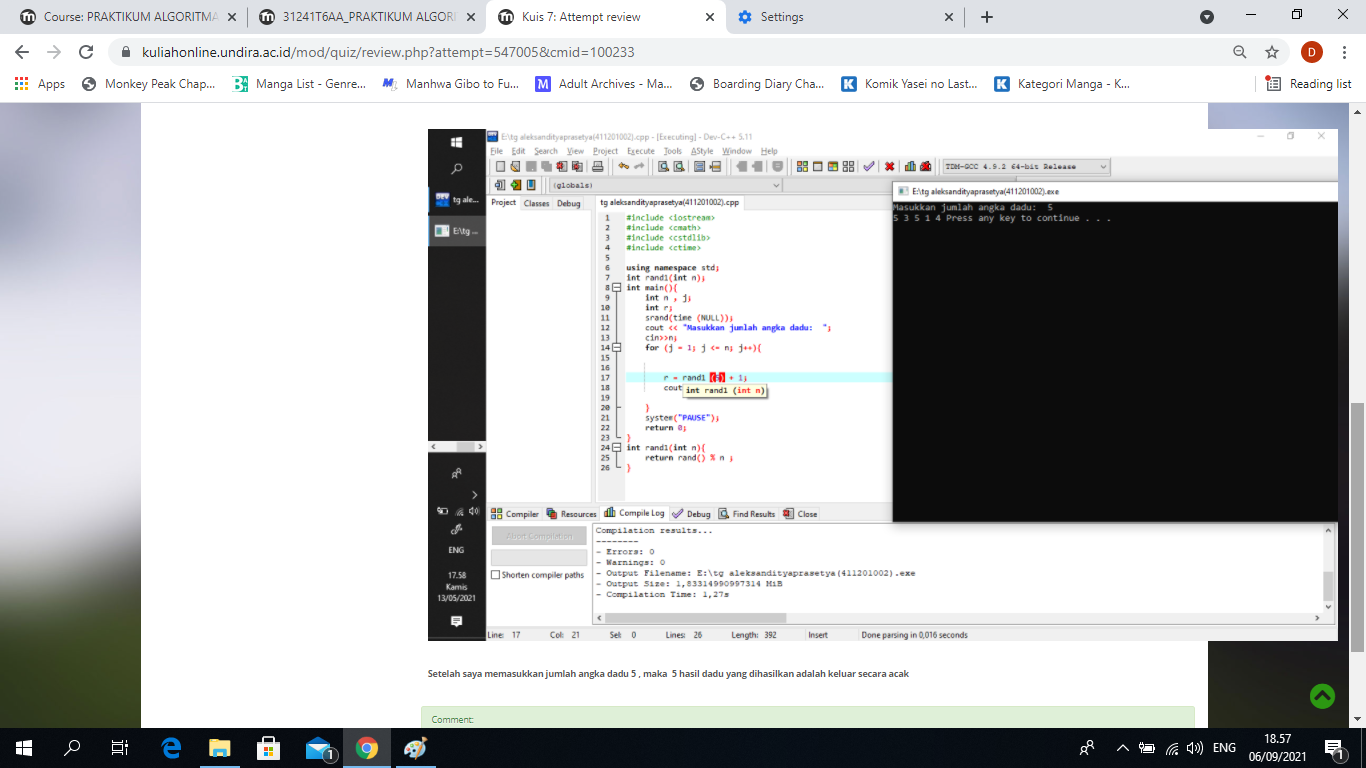 Course: PRAKTIKUM ALGORITMA
31241T6AA_PRAKTIKUM ALGORI
Kuis 7: Attempt review
Settings
kuliahonline.undira.ac.id/mod/quiz/review.php?attempt=547005&cmid=100233
D
Apps
Monkey Peak Chap...
Manga List - Genre...
Manhwa Gibo to Fu...
Adult Archives - Ma...
Boarding Diary Cha...
Komik Yasei no Last...
Kategori Manga - K...
Reading list
E:\tg aleksandityaprasetya(411201002).cpp - [Executing] - Dev-C++ 5.11
File Edit Search View Project Execute Tools AStyle Window Help
TDM-GCC 4.9.2 64-bit Release
(globals)
tg ale...
E:\tg ...
Project Classes Debug
tg aleksandityaprasetya(411201002).cpp
1 #include <iostream>
2 #include <cmath>
3 #include <cstdlib>
4 #include <ctime>
5
6 using namespace std;
7 int rand1(int n);
8 int main(){
9 int n , j;
10 int r;
11 srand(time (NULL));
12 cout << "Masukkan jumlah angka dadu:  ";
13 cin>>n;
14 for (j = 1; j <= n; j++){
15
16
17 r = rand1 (6) + 1;
18 cout
int rand1 (int n)
19
20 }
21 system("PAUSE");
22 return 0;
23 }
24 int rand1(int n){
25 return rand() % n ;
26 }
E:\tg aleksandityaprasetya(411201002).exe
Masukkan jumlah angka dadu:  5
5 3 5 1 4 Press any key to continue . . .
Compiler Resources Compile Log Debug Find Results Close
Abort Compilation
Shorten compiler paths
Compilation results...
--------
- Errors: 0
- Warnings: 0
- Output Filename: E:\tg aleksandityaprasetya(411201002).exe
- Output Size: 1,83314990997314 MiB
- Compilation Time: 1,27s
ENG
17.58
Kamis
13/05/2021
Line: 17 Col: 21 Sel: 0 Lines: 26 Length: 392 Insert Done parsing in 0,016 seconds
Setelah saya memasukkan jumlah angka dadu 5 , maka  5 hasil dadu yang dihasilkan adalah keluar secara acak
Comment:
1
ENG
18.57
06/09/2021
1